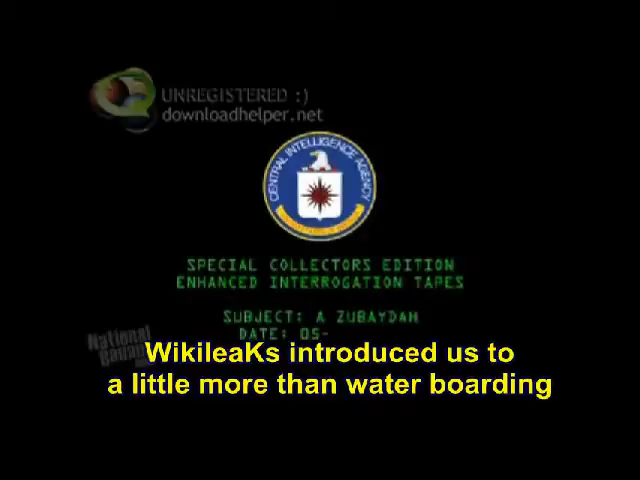 UNREGISTERED :)
downloadhelper.net
CENTRAL INTELLIGENCE AGENCY
SPECIAL COLLECTORS EDITION
ENHANCED INTERROGATION TAPES
SUBJECT: A ZUBAYDAH
DATE: 05-
National
WikileaKs introduced us to
a little more than water boarding